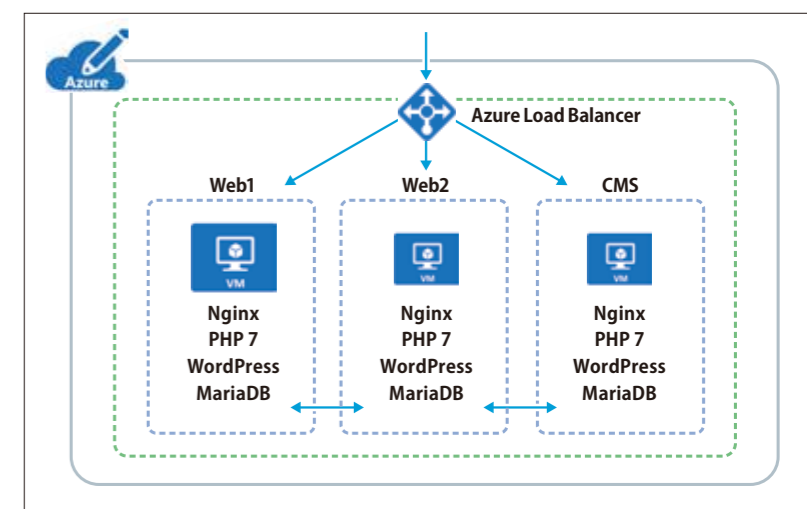 Azure
Azure Load Balancer
Web1
Web2
CMS
VM
VM
VM
Nginx
PHP 7
WordPress
MariaDB
Nginx
PHP 7
WordPress
MariaDB
Nginx
PHP 7
WordPress
MariaDB